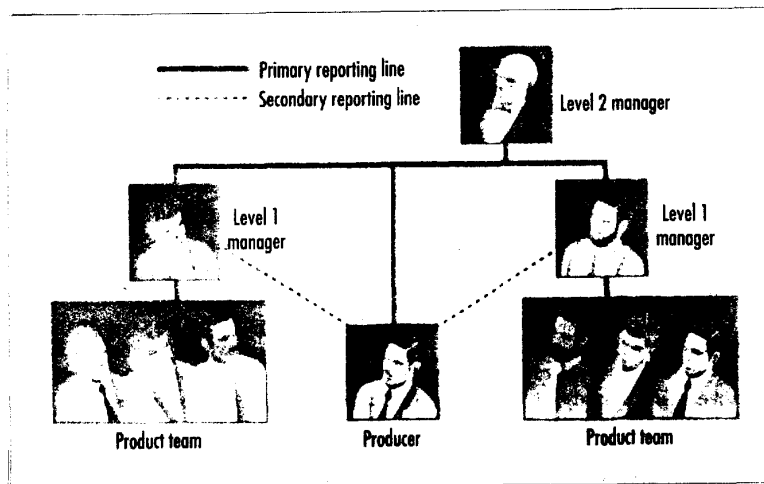 Primary reporting line
Secondary reporting line
Level 2 manager
Level 1
manager
Level 1
manager
Product team
Producer
Product team